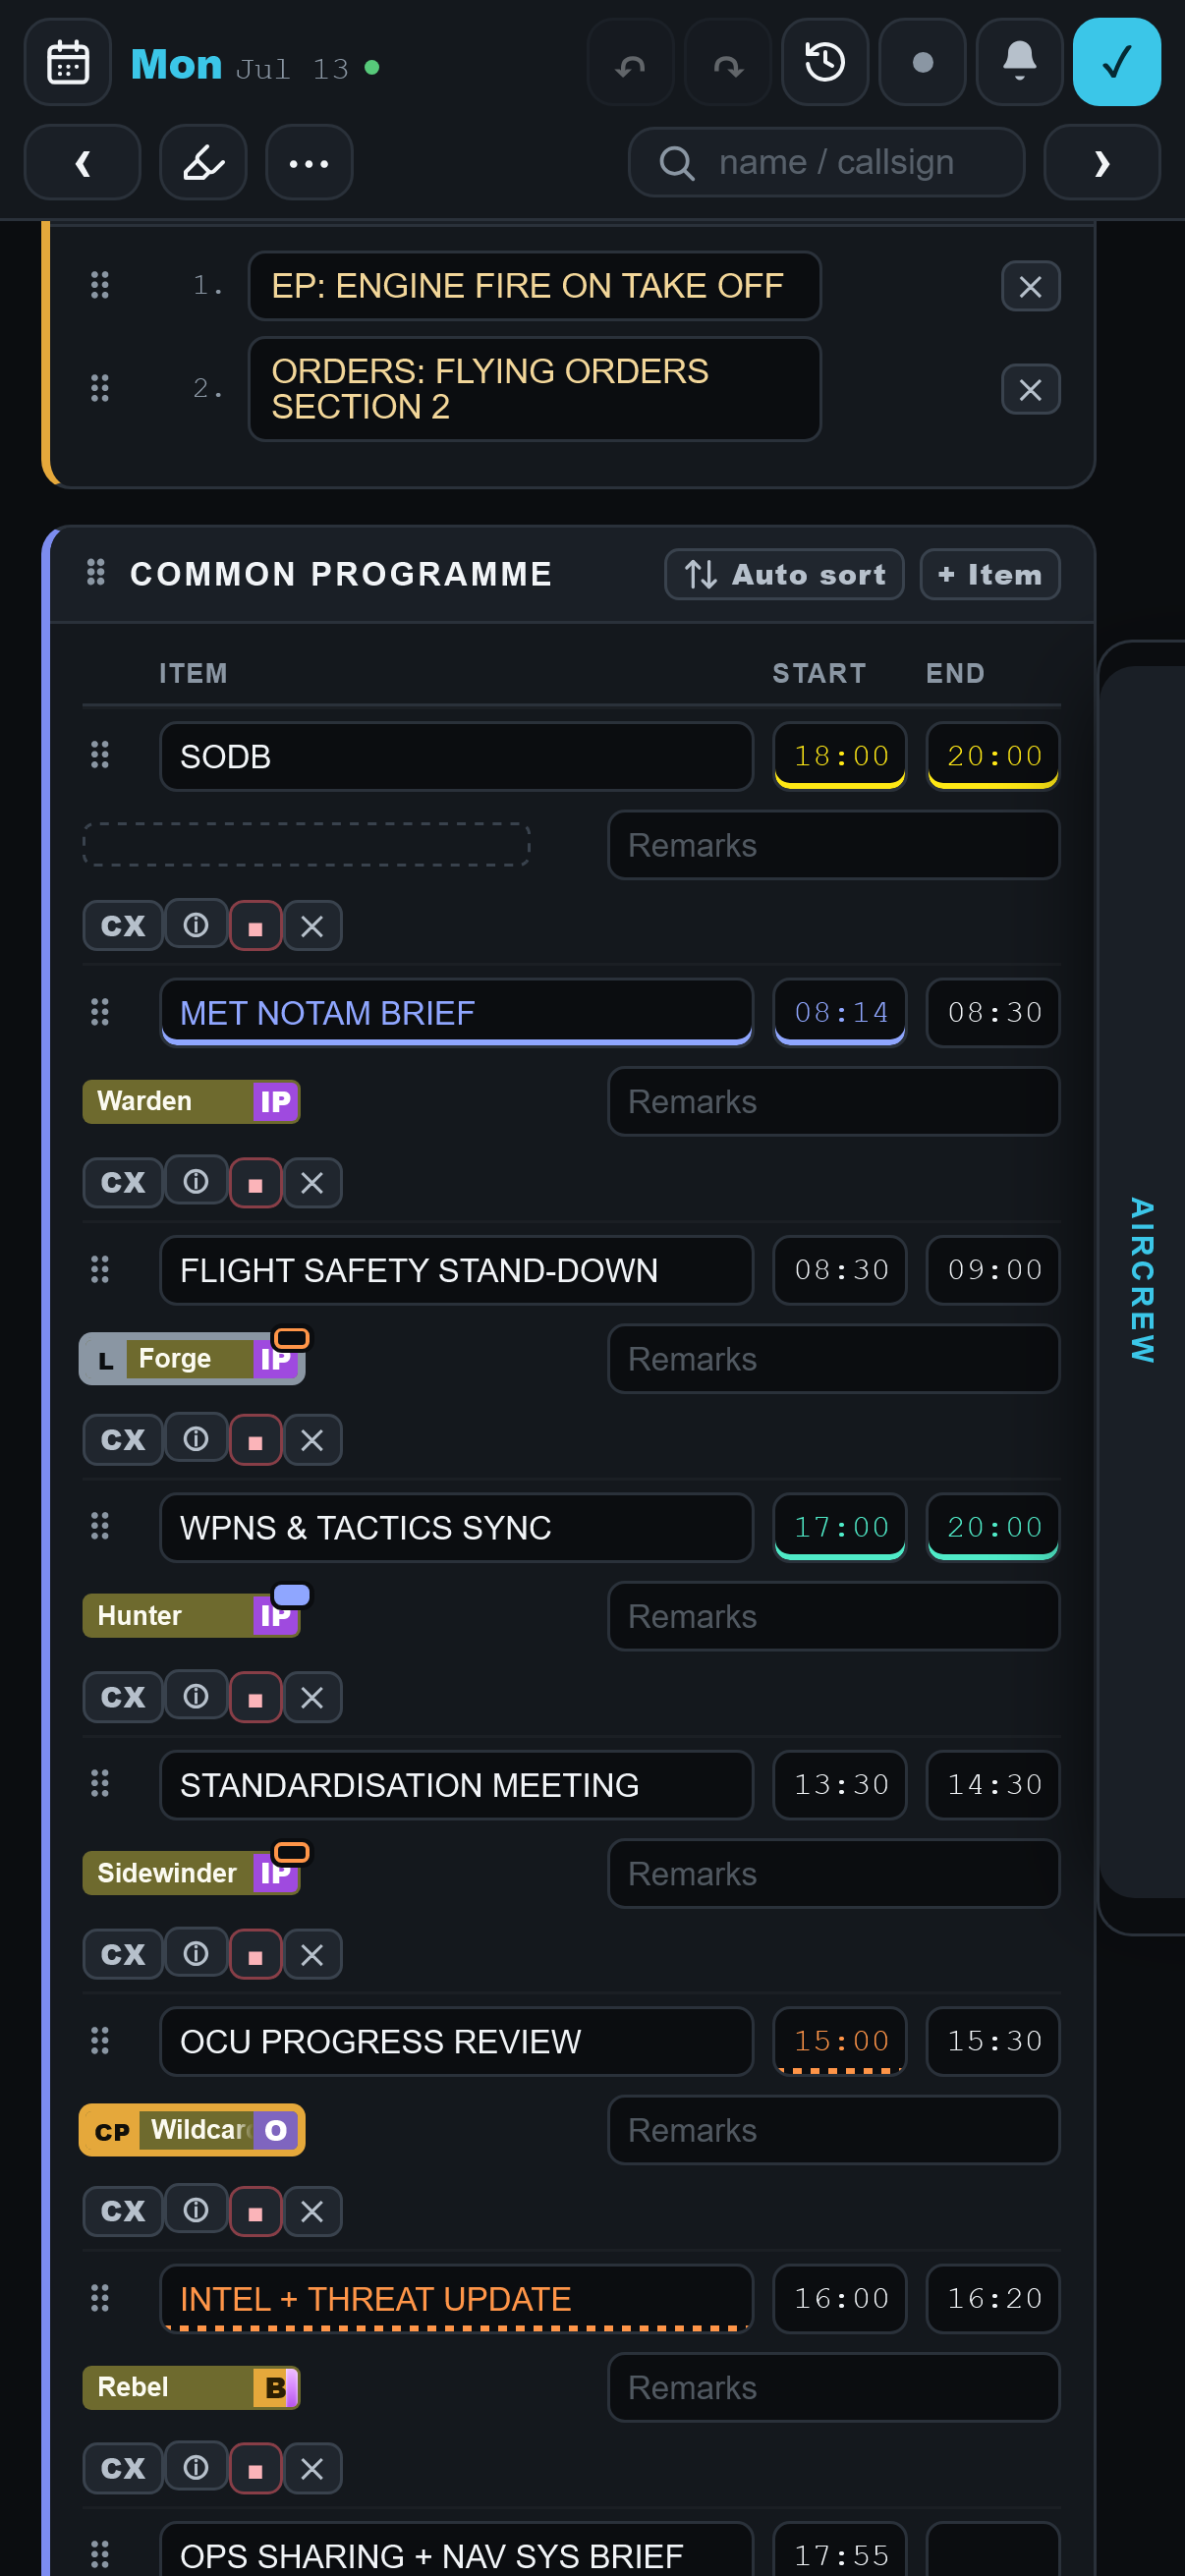 Mon Jul 13
name / callsign
1. EP: ENGINE FIRE ON TAKE OFF
2. ORDERS: FLYING ORDERS
SECTION 2
COMMON PROGRAMME Auto sort + Item
ITEM START END
SODB 18:00 20:00
Remarks
CX
MET NOTAM BRIEF 08:14 08:30
Warden IP Remarks
CX
FLIGHT SAFETY STAND-DOWN 08:30 09:00
L Forge IP Remarks
CX
WPNS & TACTICS SYNC 17:00 20:00
Hunter IP Remarks
CX
STANDARDISATION MEETING 13:30 14:30
Sidewinder IP Remarks
CX
OCU PROGRESS REVIEW 15:00 15:30
CP Wildcar O Remarks
CX
INTEL + THREAT UPDATE 16:00 16:20
Rebel B Remarks
CX
OPS SHARING + NAV SYS BRIEF 17:55
AIRCREW